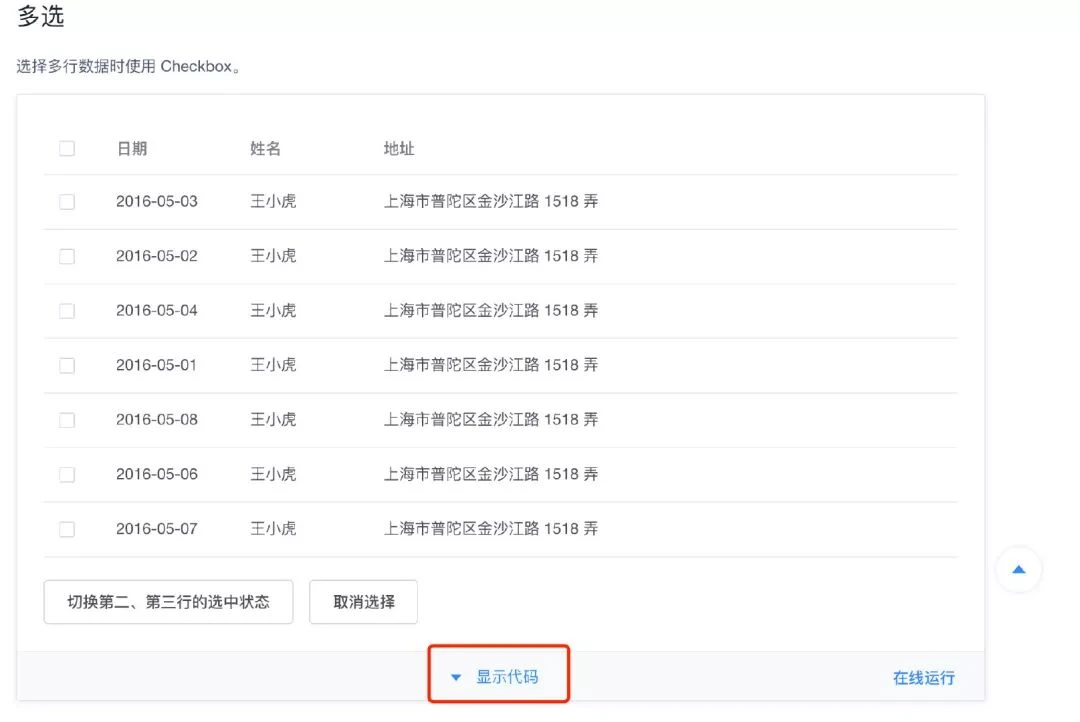 多选
选择多行数据时使用 Checkbox。
日期 姓名 地址
2016-05-03 王小虎 上海市普陀区金沙江路 1518 弄
2016-05-02 王小虎 上海市普陀区金沙江路 1518 弄
2016-05-04 王小虎 上海市普陀区金沙江路 1518 弄
2016-05-01 王小虎 上海市普陀区金沙江路 1518 弄
2016-05-08 王小虎 上海市普陀区金沙江路 1518 弄
2016-05-06 王小虎 上海市普陀区金沙江路 1518 弄
2016-05-07 王小虎 上海市普陀区金沙江路 1518 弄
切换第二、第三行的选中状态 取消选择
显示代码 在线运行